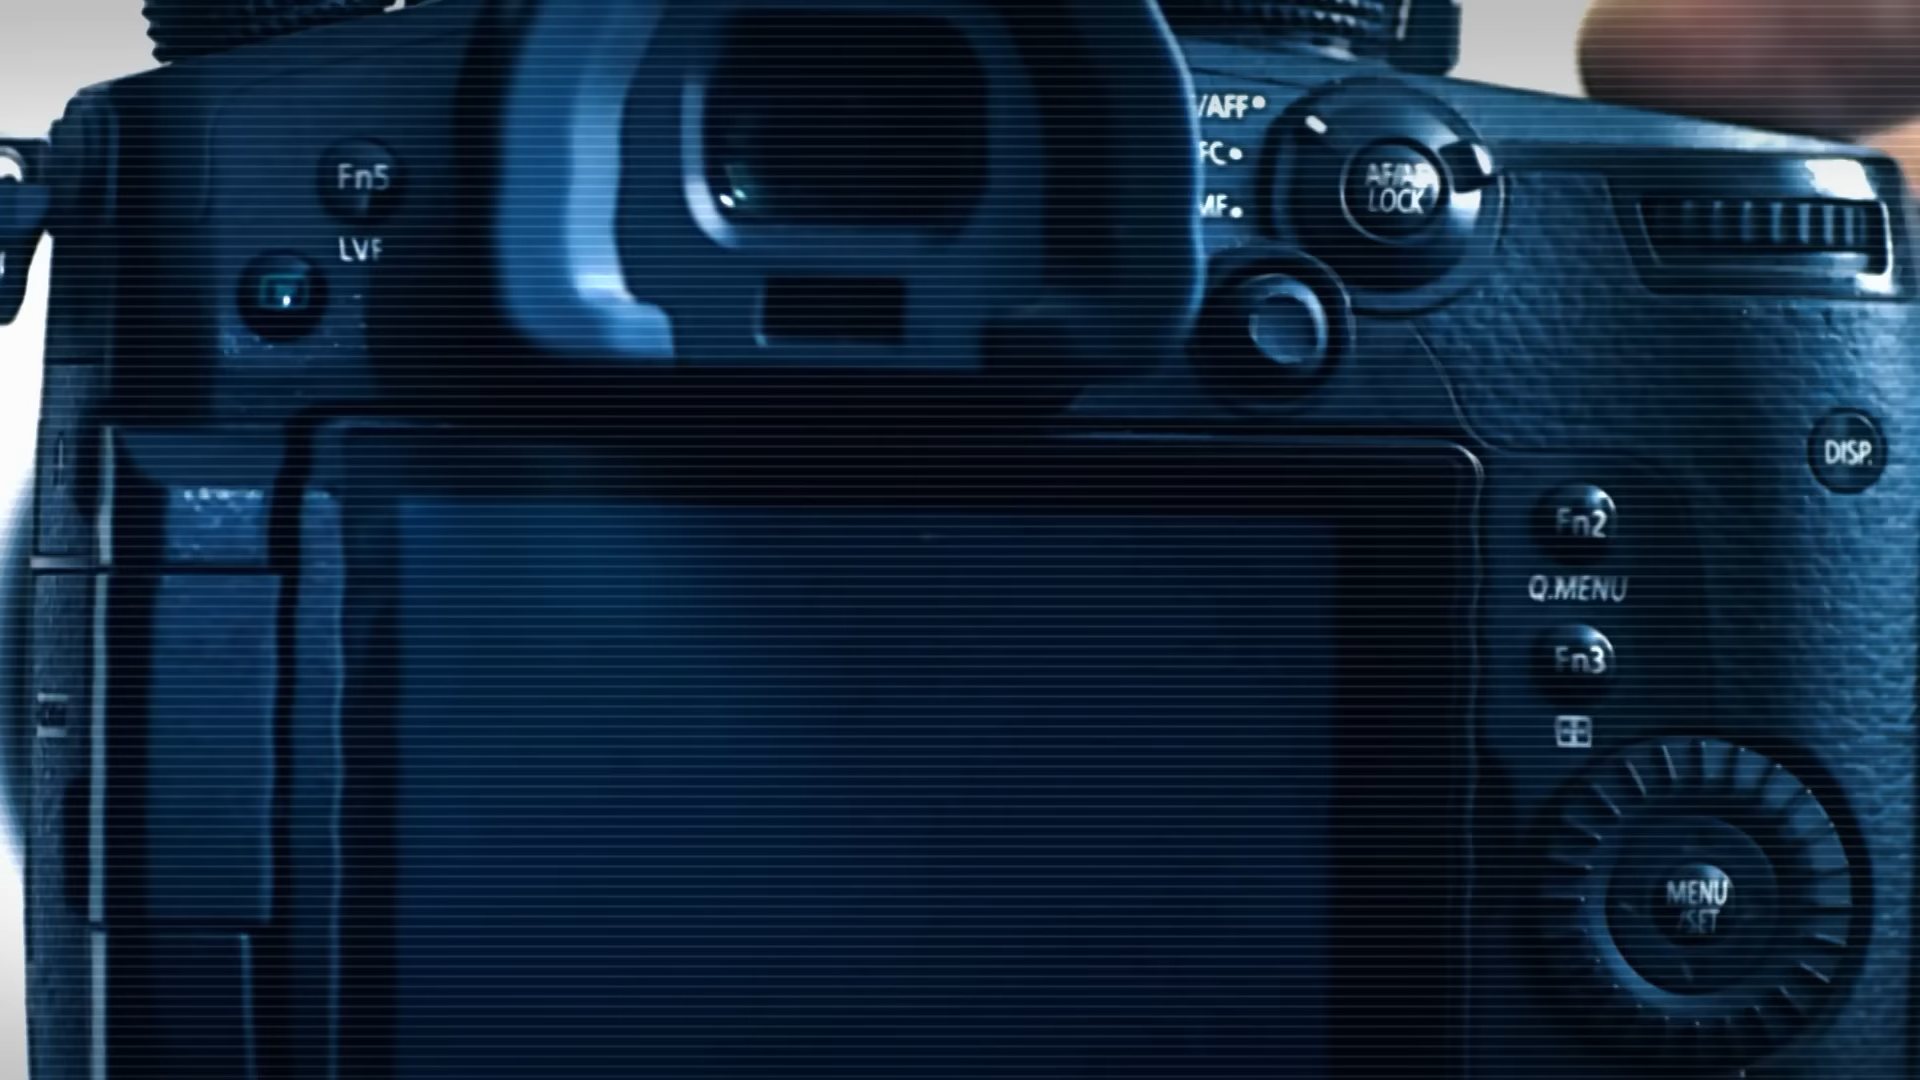 /AFF
FC
MF
AF/AE
LOCK
Fn5
LVF
DISP.
Fn2
Q.MENU
Fn3
MENU
/SET